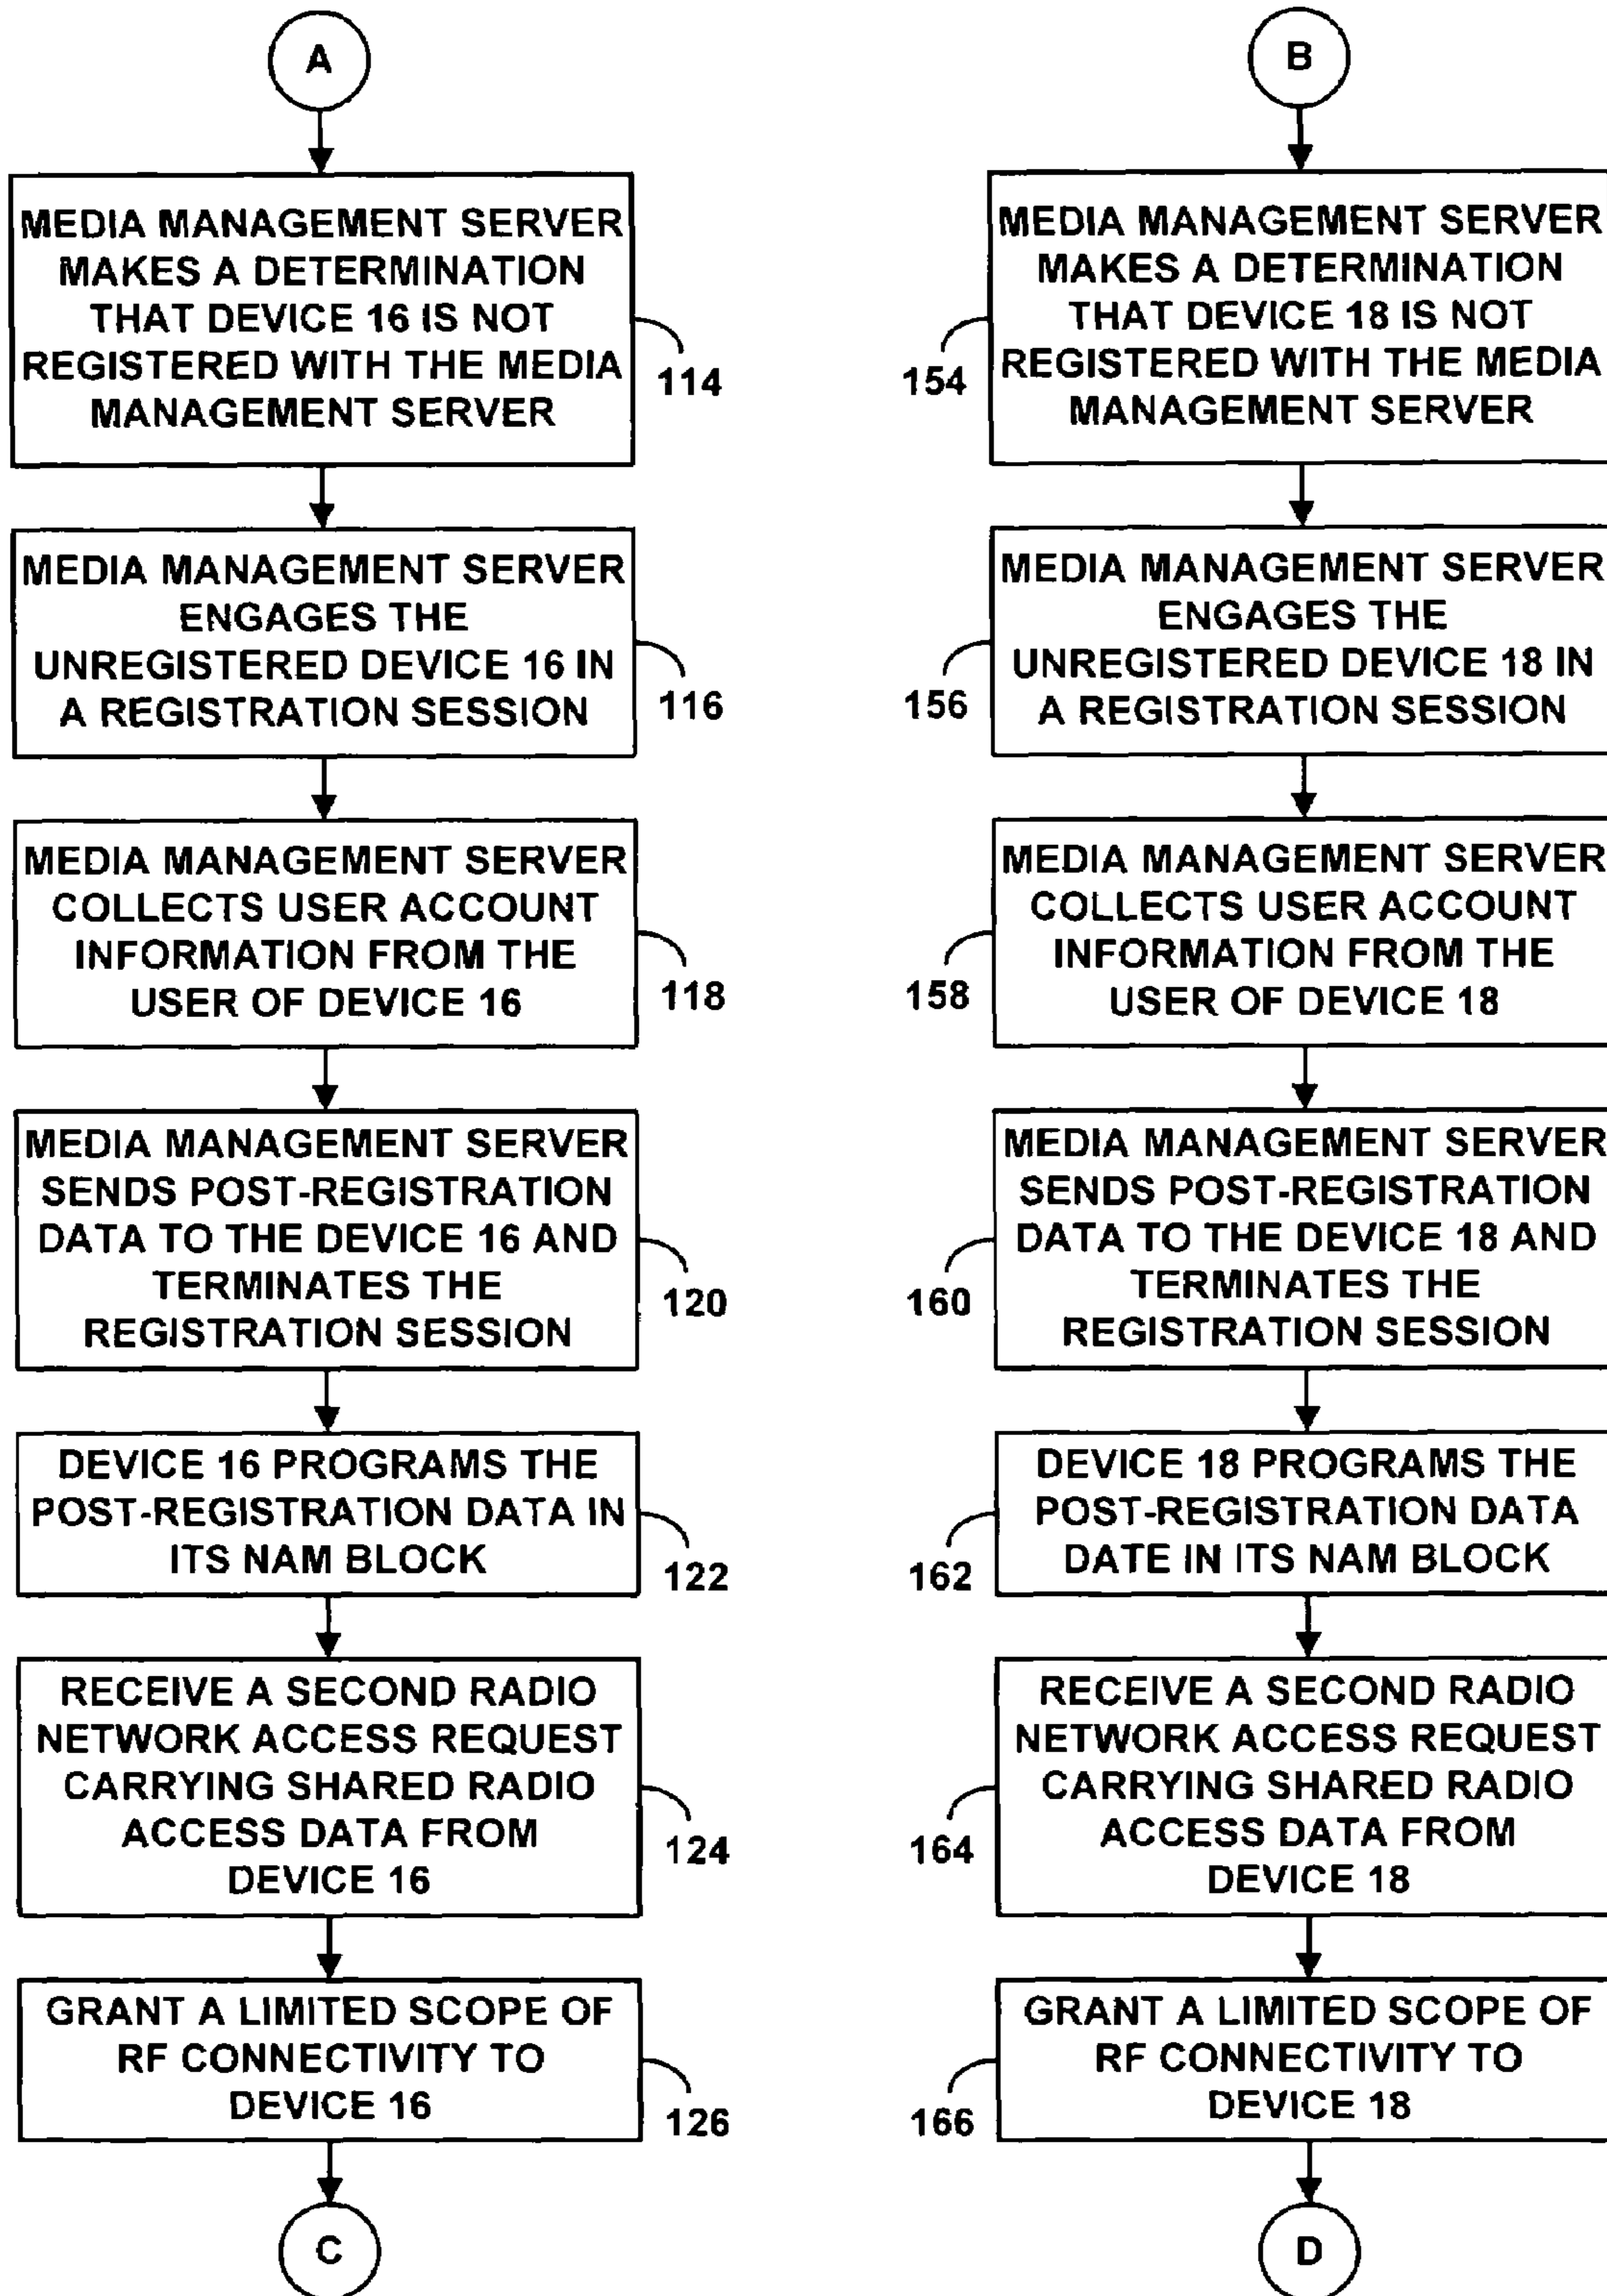 A
MEDIA MANAGEMENT SERVER
MAKES A DETERMINATION
THAT DEVICE 16 IS NOT
REGISTERED WITH THE MEDIA
MANAGEMENT SERVER
114
MEDIA MANAGEMENT SERVER
ENGAGES THE
UNREGISTERED DEVICE 16 IN
A REGISTRATION SESSION
116
MEDIA MANAGEMENT SERVER
COLLECTS USER ACCOUNT
INFORMATION FROM THE
USER OF DEVICE 16
118
MEDIA MANAGEMENT SERVER
SENDS POST-REGISTRATION
DATA TO THE DEVICE 16 AND
TERMINATES THE
REGISTRATION SESSION
120
DEVICE 16 PROGRAMS THE
POST-REGISTRATION DATA IN
ITS NAM BLOCK
122
RECEIVE A SECOND RADIO
NETWORK ACCESS REQUEST
CARRYING SHARED RADIO
ACCESS DATA FROM
DEVICE 16
124
GRANT A LIMITED SCOPE OF
RF CONNECTIVITY TO
DEVICE 16
126
C
B
MEDIA MANAGEMENT SERVER
MAKES A DETERMINATION
THAT DEVICE 18 IS NOT
REGISTERED WITH THE MEDIA
MANAGEMENT SERVER
154
MEDIA MANAGEMENT SERVER
ENGAGES THE
UNREGISTERED DEVICE 18 IN
A REGISTRATION SESSION
156
MEDIA MANAGEMENT SERVER
COLLECTS USER ACCOUNT
INFORMATION FROM THE
USER OF DEVICE 18
158
MEDIA MANAGEMENT SERVER
SENDS POST-REGISTRATION
DATA TO THE DEVICE 18 AND
TERMINATES THE
REGISTRATION SESSION
160
DEVICE 18 PROGRAMS THE
POST-REGISTRATION DATA
DATE IN ITS NAM BLOCK
162
RECEIVE A SECOND RADIO
NETWORK ACCESS REQUEST
CARRYING SHARED RADIO
ACCESS DATA FROM
DEVICE 18
164
GRANT A LIMITED SCOPE OF
RF CONNECTIVITY TO
DEVICE 18
166
D